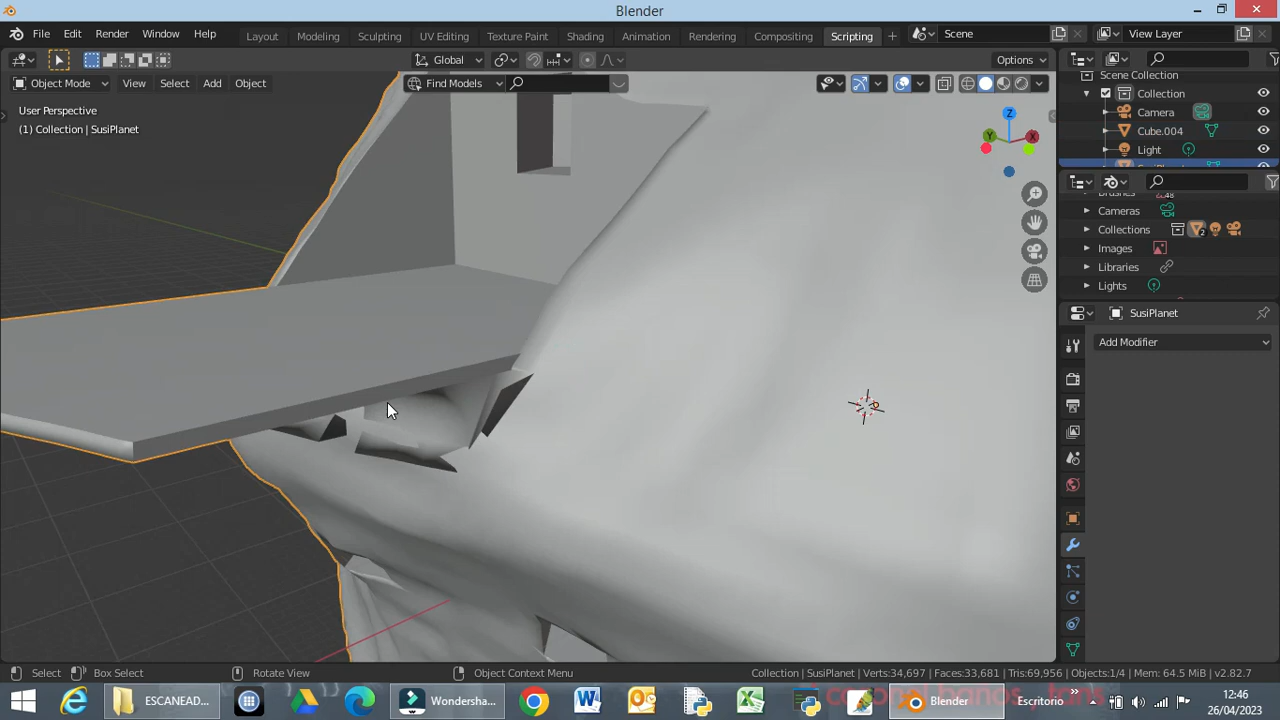 Blender
File Edit Render Window Help Layout Modeling Sculpting UV Editing Texture Paint Shading Animation Rendering Compositing Scripting + Scene View Layer
Global Options
Object Mode View Select Add Object Find Models
User Perspective
(1) Collection | SusiPlanet
Z
Y
X
Scene Collection
Collection
Camera
Cube.004
Light
Cameras
Collections 2
Images
Libraries
Lights
SusiPlanet
Add Modifier
Select Box Select Rotate View Object Context Menu Collection | SusiPlanet | Verts:34,697 | Faces:33,681 | Tris:69,956 | Objects:1/4 | Mem: 64.5 MiB | v2.82.7
ESCANEAD... Wondersha... Blender Escritorio
12:46
26/04/2023